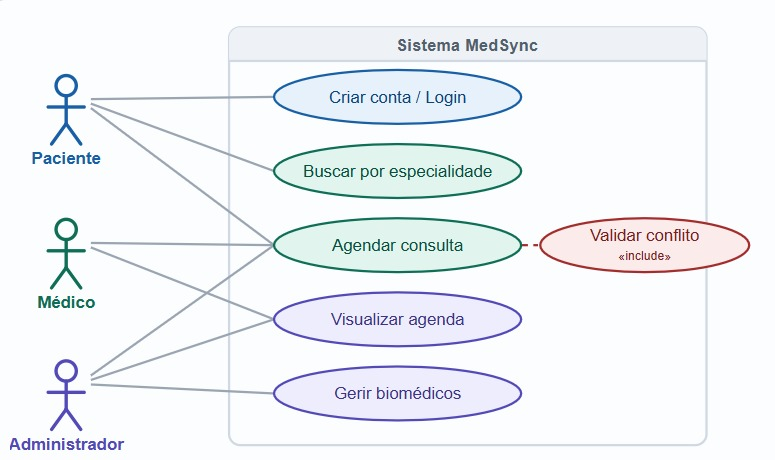 Sistema MedSync
Paciente
Criar conta / Login
Buscar por especialidade
Médico
Agendar consulta
Validar conflito
«include»
Visualizar agenda
Administrador
Gerir biomédicos